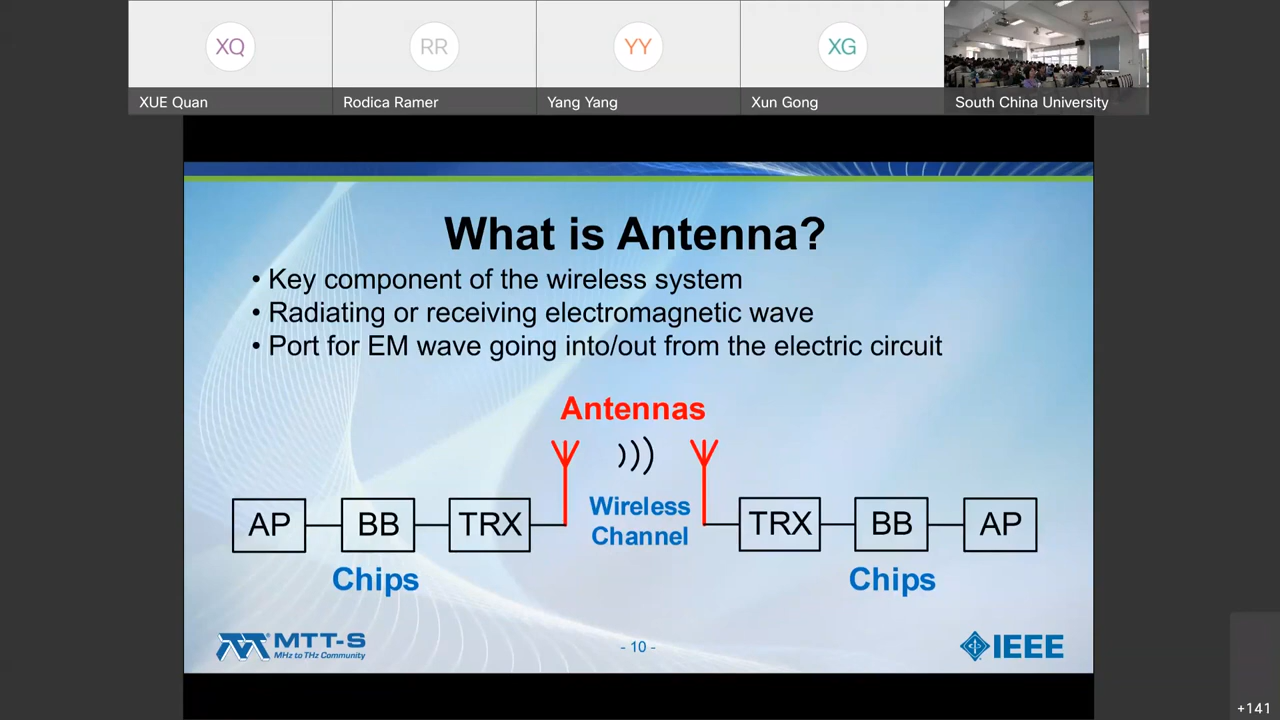 XQ
RR
YY
XG
XUE Quan
Rodica Ramer
Yang Yang
Xun Gong
South China University
What is Antenna?
• Key component of the wireless system
• Radiating or receiving electromagnetic wave
• Port for EM wave going into/out from the electric circuit
Antennas
Wireless
Channel
AP
BB
TRX
TRX
BB
AP
Chips
Chips
MTT-S
MHz to THz Community
- 10 -
IEEE
+141